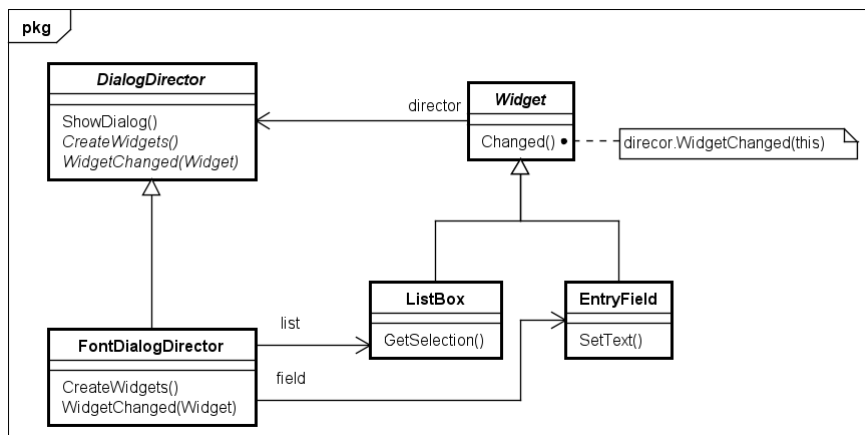 pkg
DialogDirector
ShowDialog()
CreateWidgets()
WidgetChanged(Widget)
director
Widget
Changed()
direcor.WidgetChanged(this)
ListBox
GetSelection()
EntryField
SetText()
FontDialogDirector
CreateWidgets()
WidgetChanged(Widget)
list
field